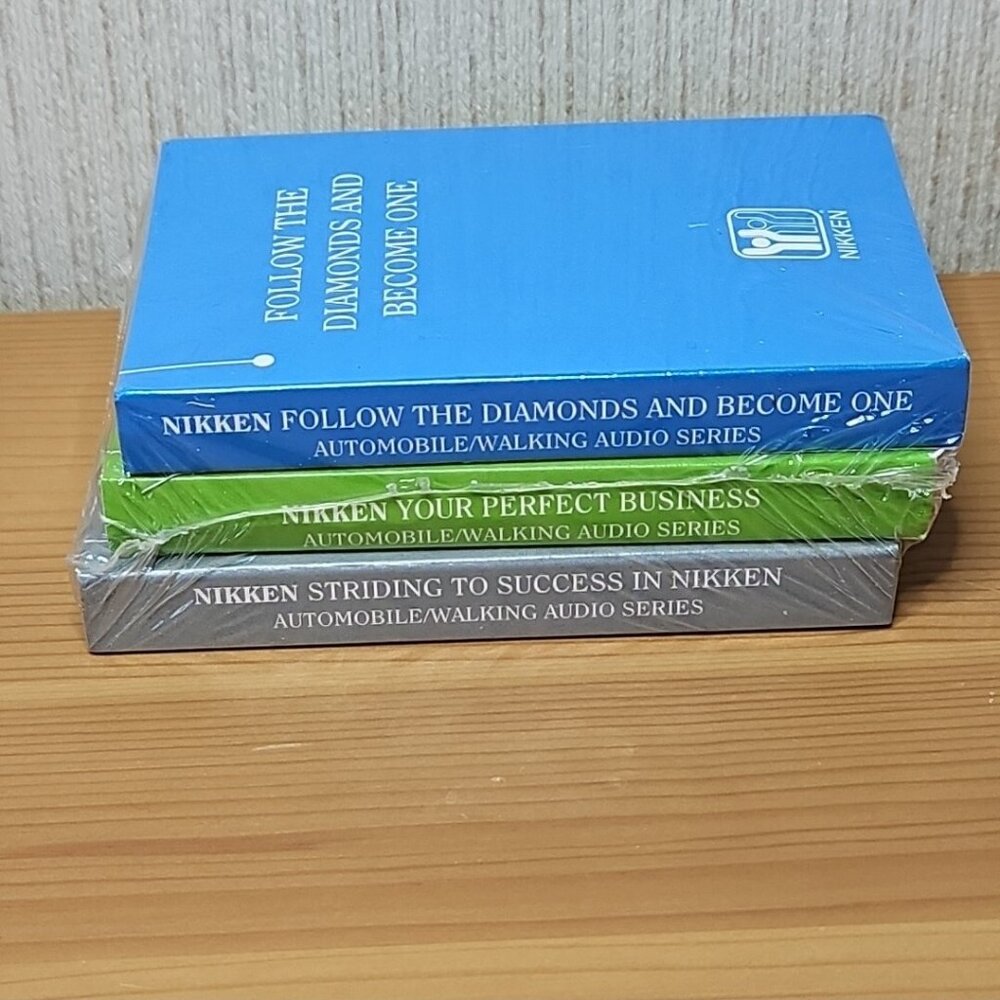 FOLLOW THE
DIAMONDS AND
BECOME ONE
NIKKEN
NIKKEN FOLLOW THE DIAMONDS AND BECOME ONE
AUTOMOBILE/WALKING AUDIO SERIES
NIKKEN YOUR PERFECT BUSINESS
AUTOMOBILE/WALKING AUDIO SERIES
NIKKEN STRIDING TO SUCCESS IN NIKKEN
AUTOMOBILE/WALKING AUDIO SERIES